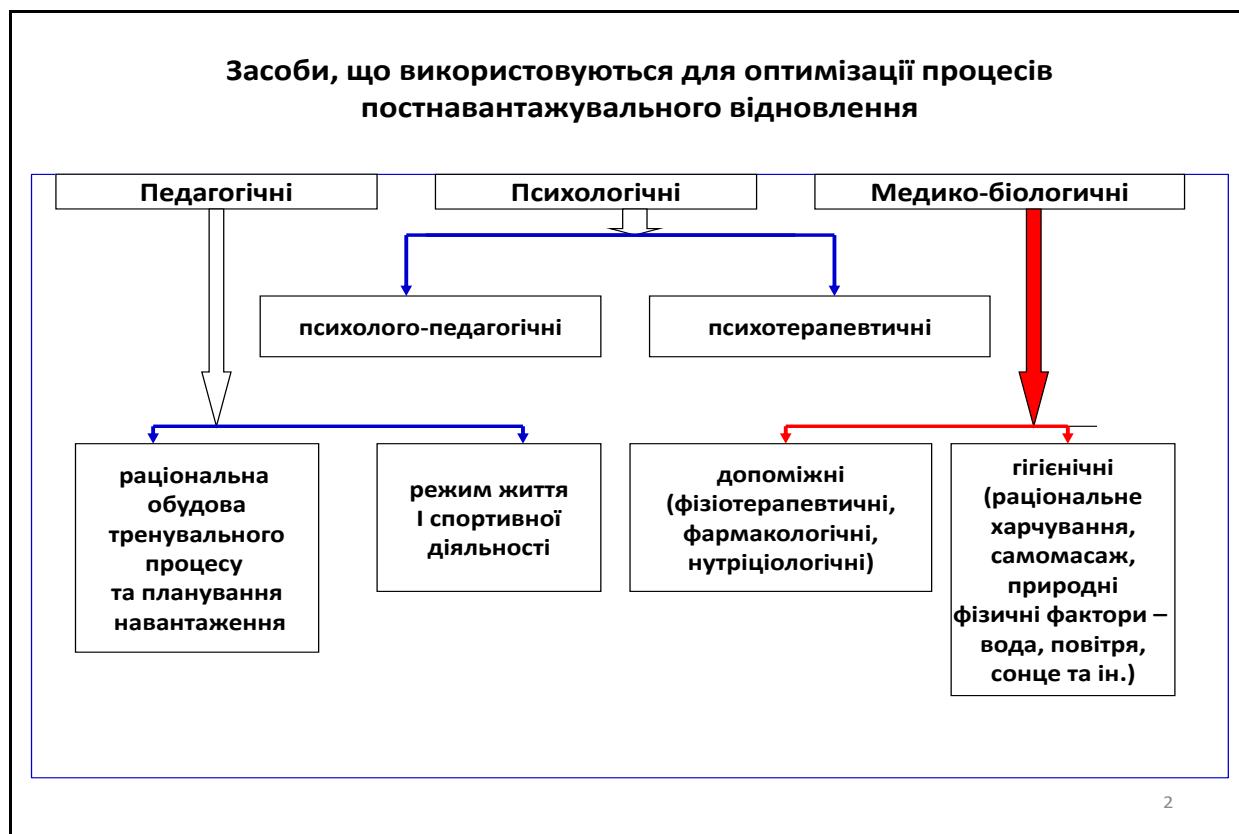 Засоби, що використовуються для оптимізації процесів
постнавантажувального відновлення
Педагогічні
Психологічні
Медико-біологичні
психолого-педагогічні
психотерапевтичні
раціональна
обудова
тренувального
процесу
та планування
навантаження
режим життя
І спортивної
діяльності
допоміжні
(фізіотерапевтичні,
фармакологічні,
нутріціологічні)
гігієнічні
(раціональне
харчування,
самомасаж,
природні
фізичні фактори –
вода, повітря,
сонце та ін.)
2